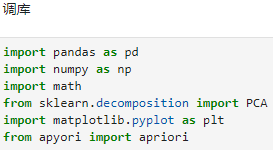 调库
import pandas as pd
import numpy as np
import math
from sklearn.decomposition import PCA
import matplotlib.pyplot as plt
from apyori import apriori